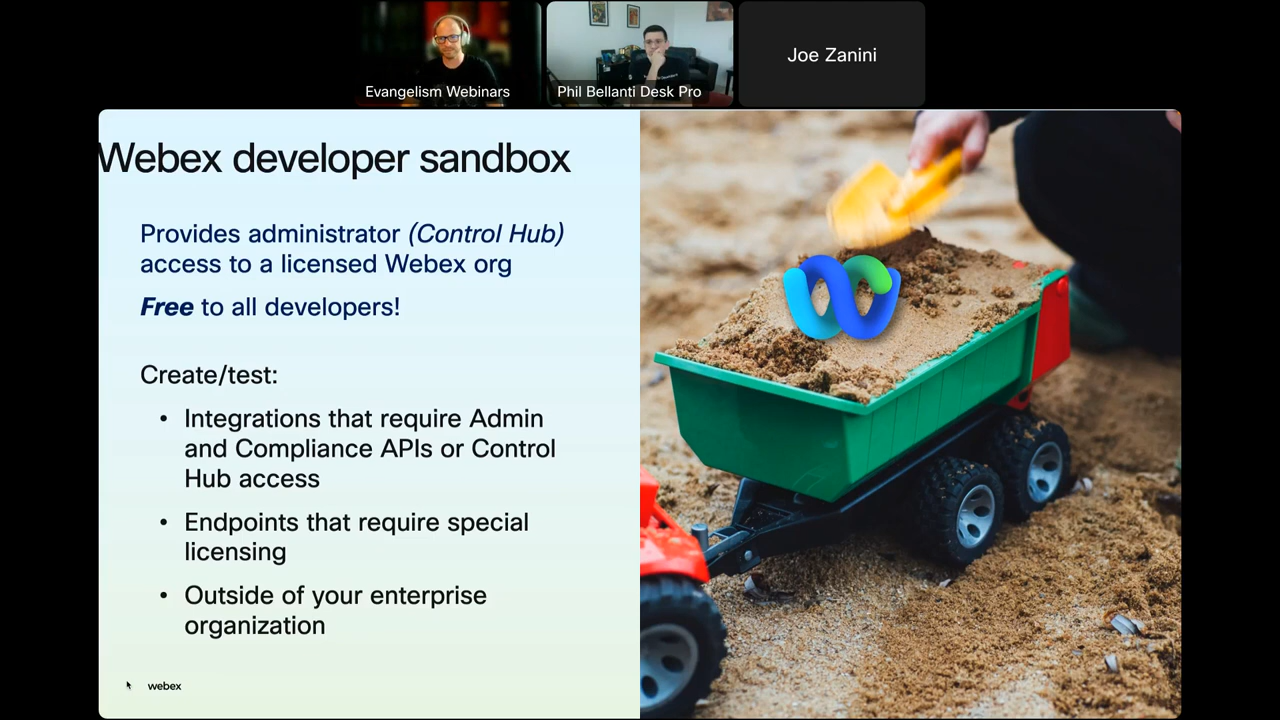 Evangelism Webinars
Phil Bellanti Desk Pro
Joe Zanini
Webex developer sandbox
Provides administrator (Control Hub)
access to a licensed Webex org
Free to all developers!
Create/test:
• Integrations that require Admin
and Compliance APIs or Control
Hub access
• Endpoints that require special
licensing
• Outside of your enterprise
organization
webex